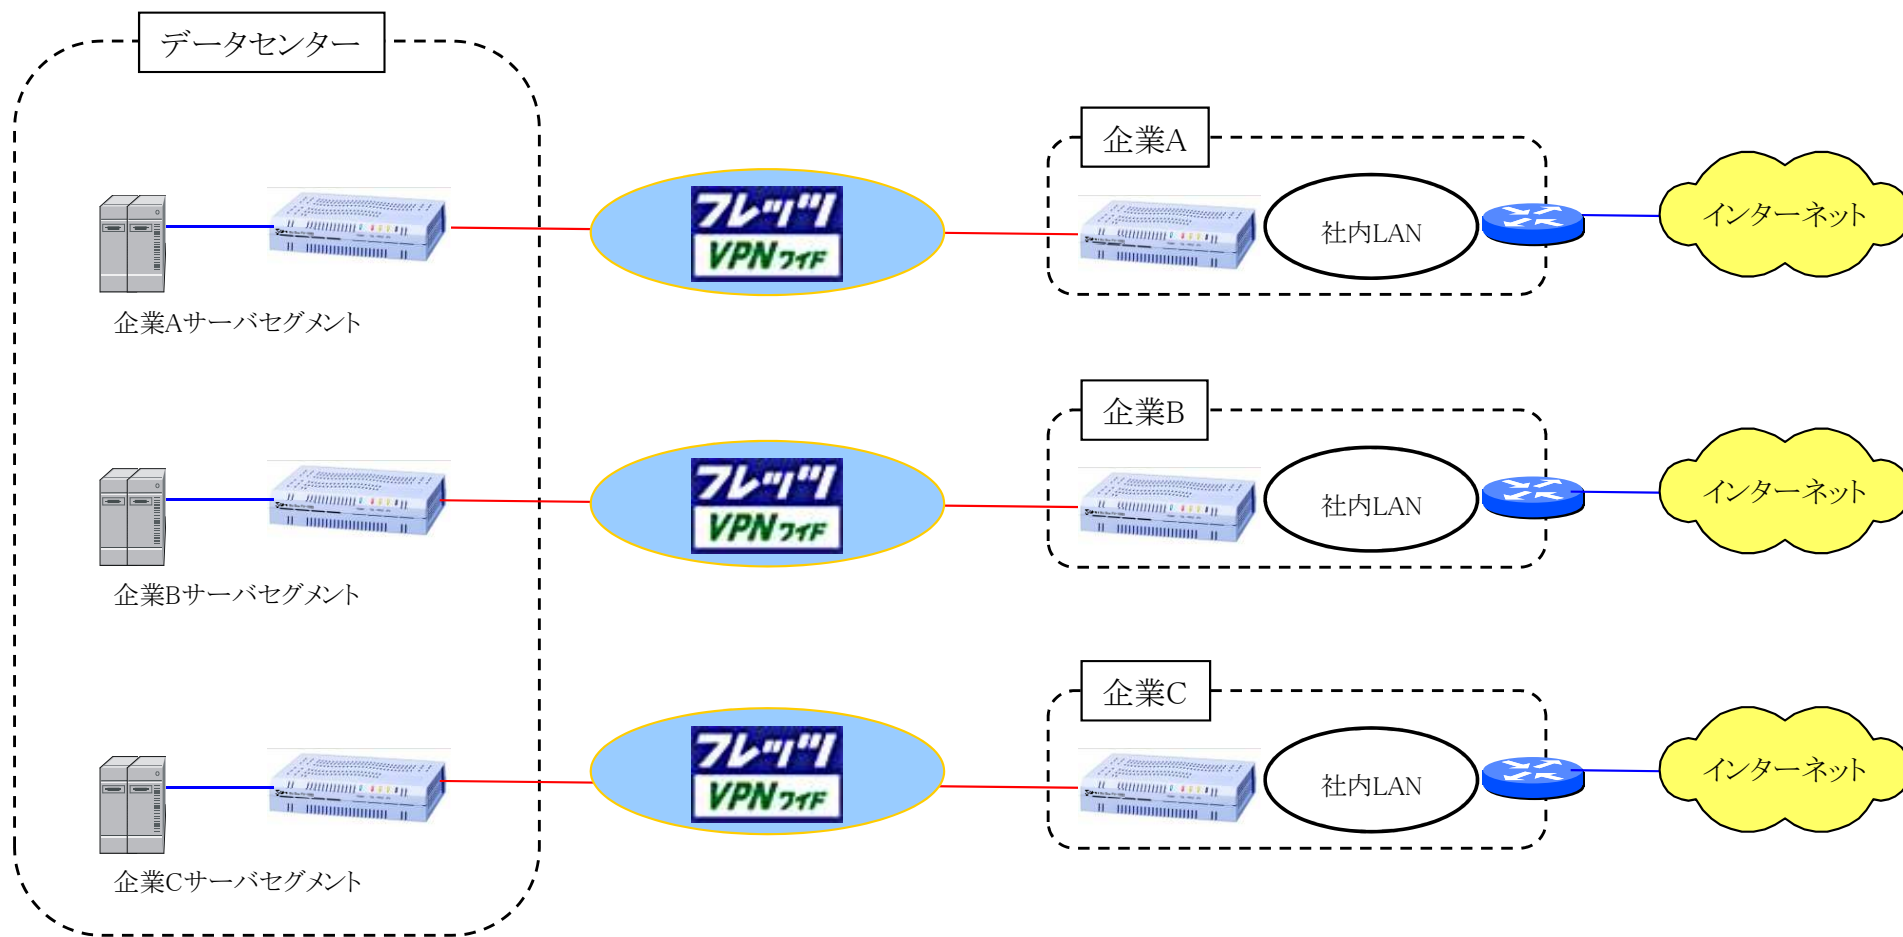 データセンター
企業A
フレッツ
VPNワイド
社内LAN
インターネット
企業Aサーバセグメント
企業B
フレッツ
VPNワイド
社内LAN
インターネット
企業Bサーバセグメント
企業C
フレッツ
VPNワイド
社内LAN
インターネット
企業Cサーバセグメント